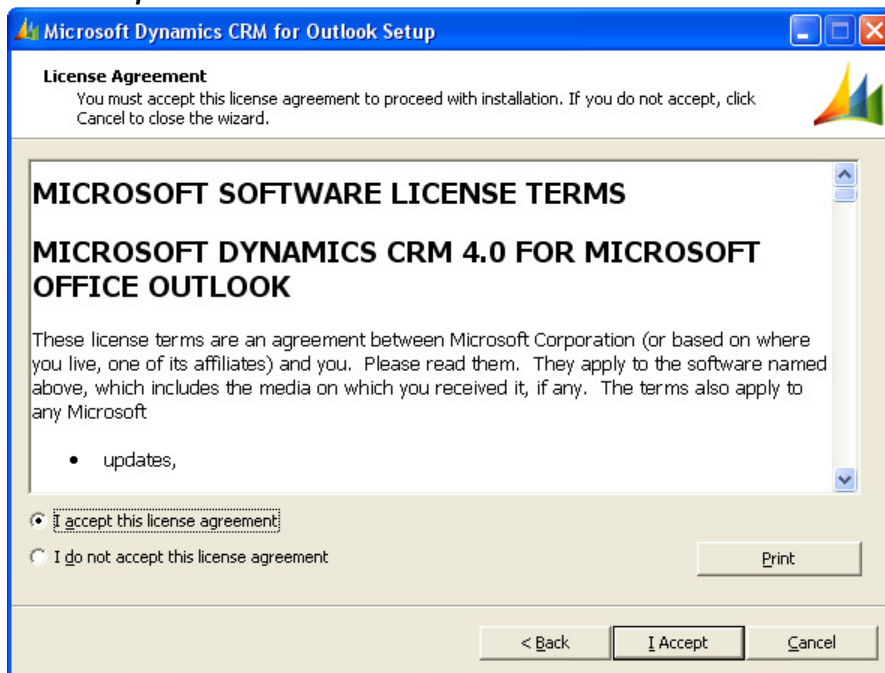 Microsoft Dynamics CRM for Outlook Setup
License Agreement
You must accept this license agreement to proceed with installation. If you do not accept, click
Cancel to close the wizard.
MICROSOFT SOFTWARE LICENSE TERMS
MICROSOFT DYNAMICS CRM 4.0 FOR MICROSOFT
OFFICE OUTLOOK
These license terms are an agreement between Microsoft Corporation (or based on where
you live, one of its affiliates) and you.  Please read them.  They apply to the software named
above, which includes the media on which you received it, if any.  The terms also apply to
any Microsoft
• updates,
I accept this license agreement
I do not accept this license agreement
Print
< Back
I Accept
Cancel